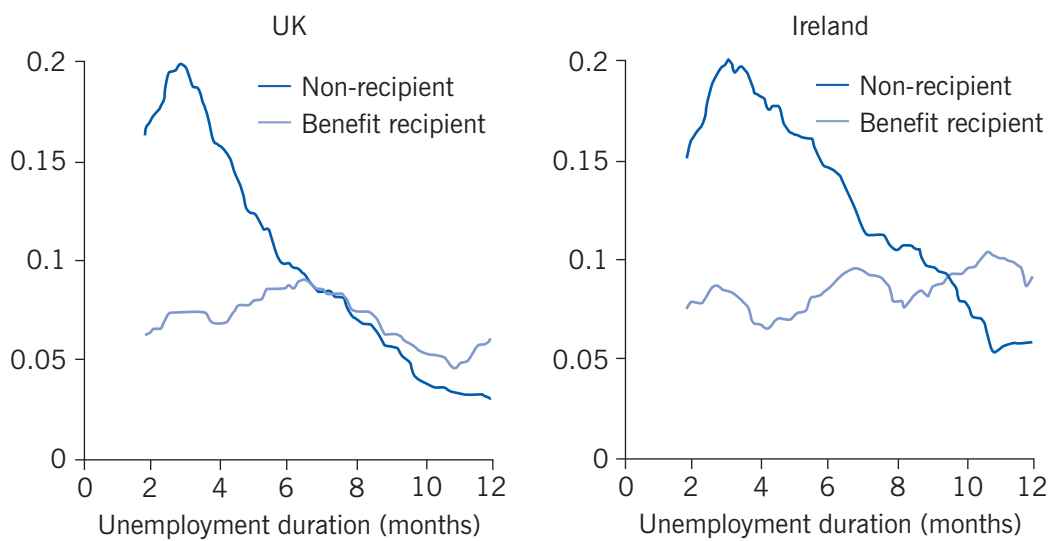 UK
0.2
0.15
0.1
0.05
0
Non-recipient
Benefit recipient
0 2 4 6 8 10 12
Unemployment duration (months)
Ireland
0.2
0.15
0.1
0.05
0
Non-recipient
Benefit recipient
0 2 4 6 8 10 12
Unemployment duration (months)